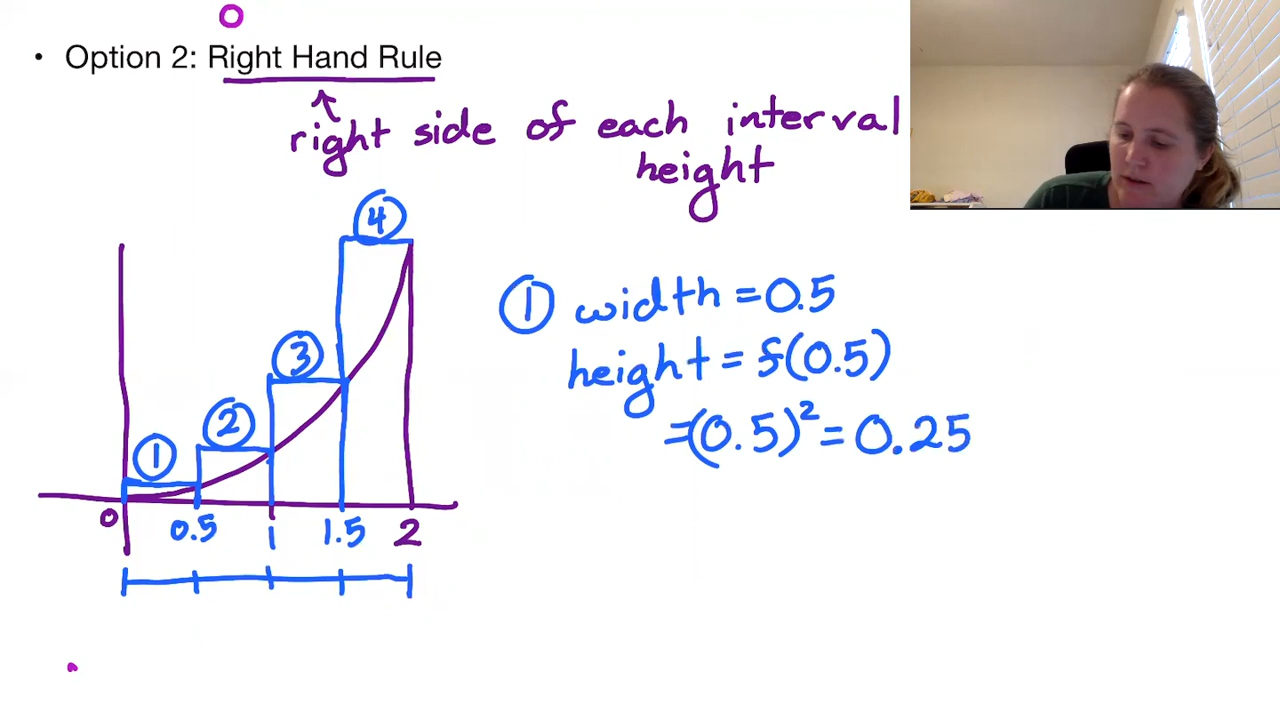 • Option 2: Right Hand Rule
right side of each interval
height
4
3
2
1
0 0.5 1 1.5 2
1 width = 0.5
height = f(0.5)
=(0.5)² = 0.25